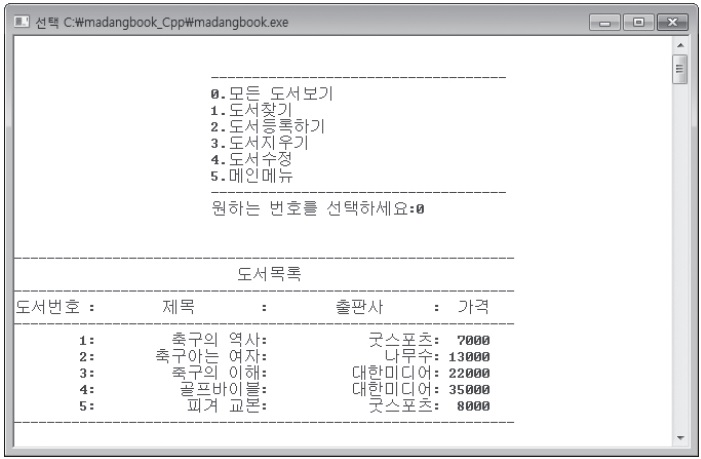 선택 C:\madangbook_Cpp\madangbook.exe
--------------------------------------
0.모든 도서보기
1.도서찾기
2.도서등록하기
3.도서지우기
4.도서수정
5.메인메뉴
--------------------------------------
원하는 번호를 선택하세요:0
--------------------------------------------------------------
도서목록
--------------------------------------------------------------
도서번호 : 제목 : 출판사 : 가격
--------------------------------------------------------------
1: 축구의 역사: 굿스포츠: 7000
2: 축구아는 여자: 나무수: 13000
3: 축구의 이해: 대한미디어: 22000
4: 골프바이블: 대한미디어: 35000
5: 피겨 교본: 굿스포츠: 8000
--------------------------------------------------------------